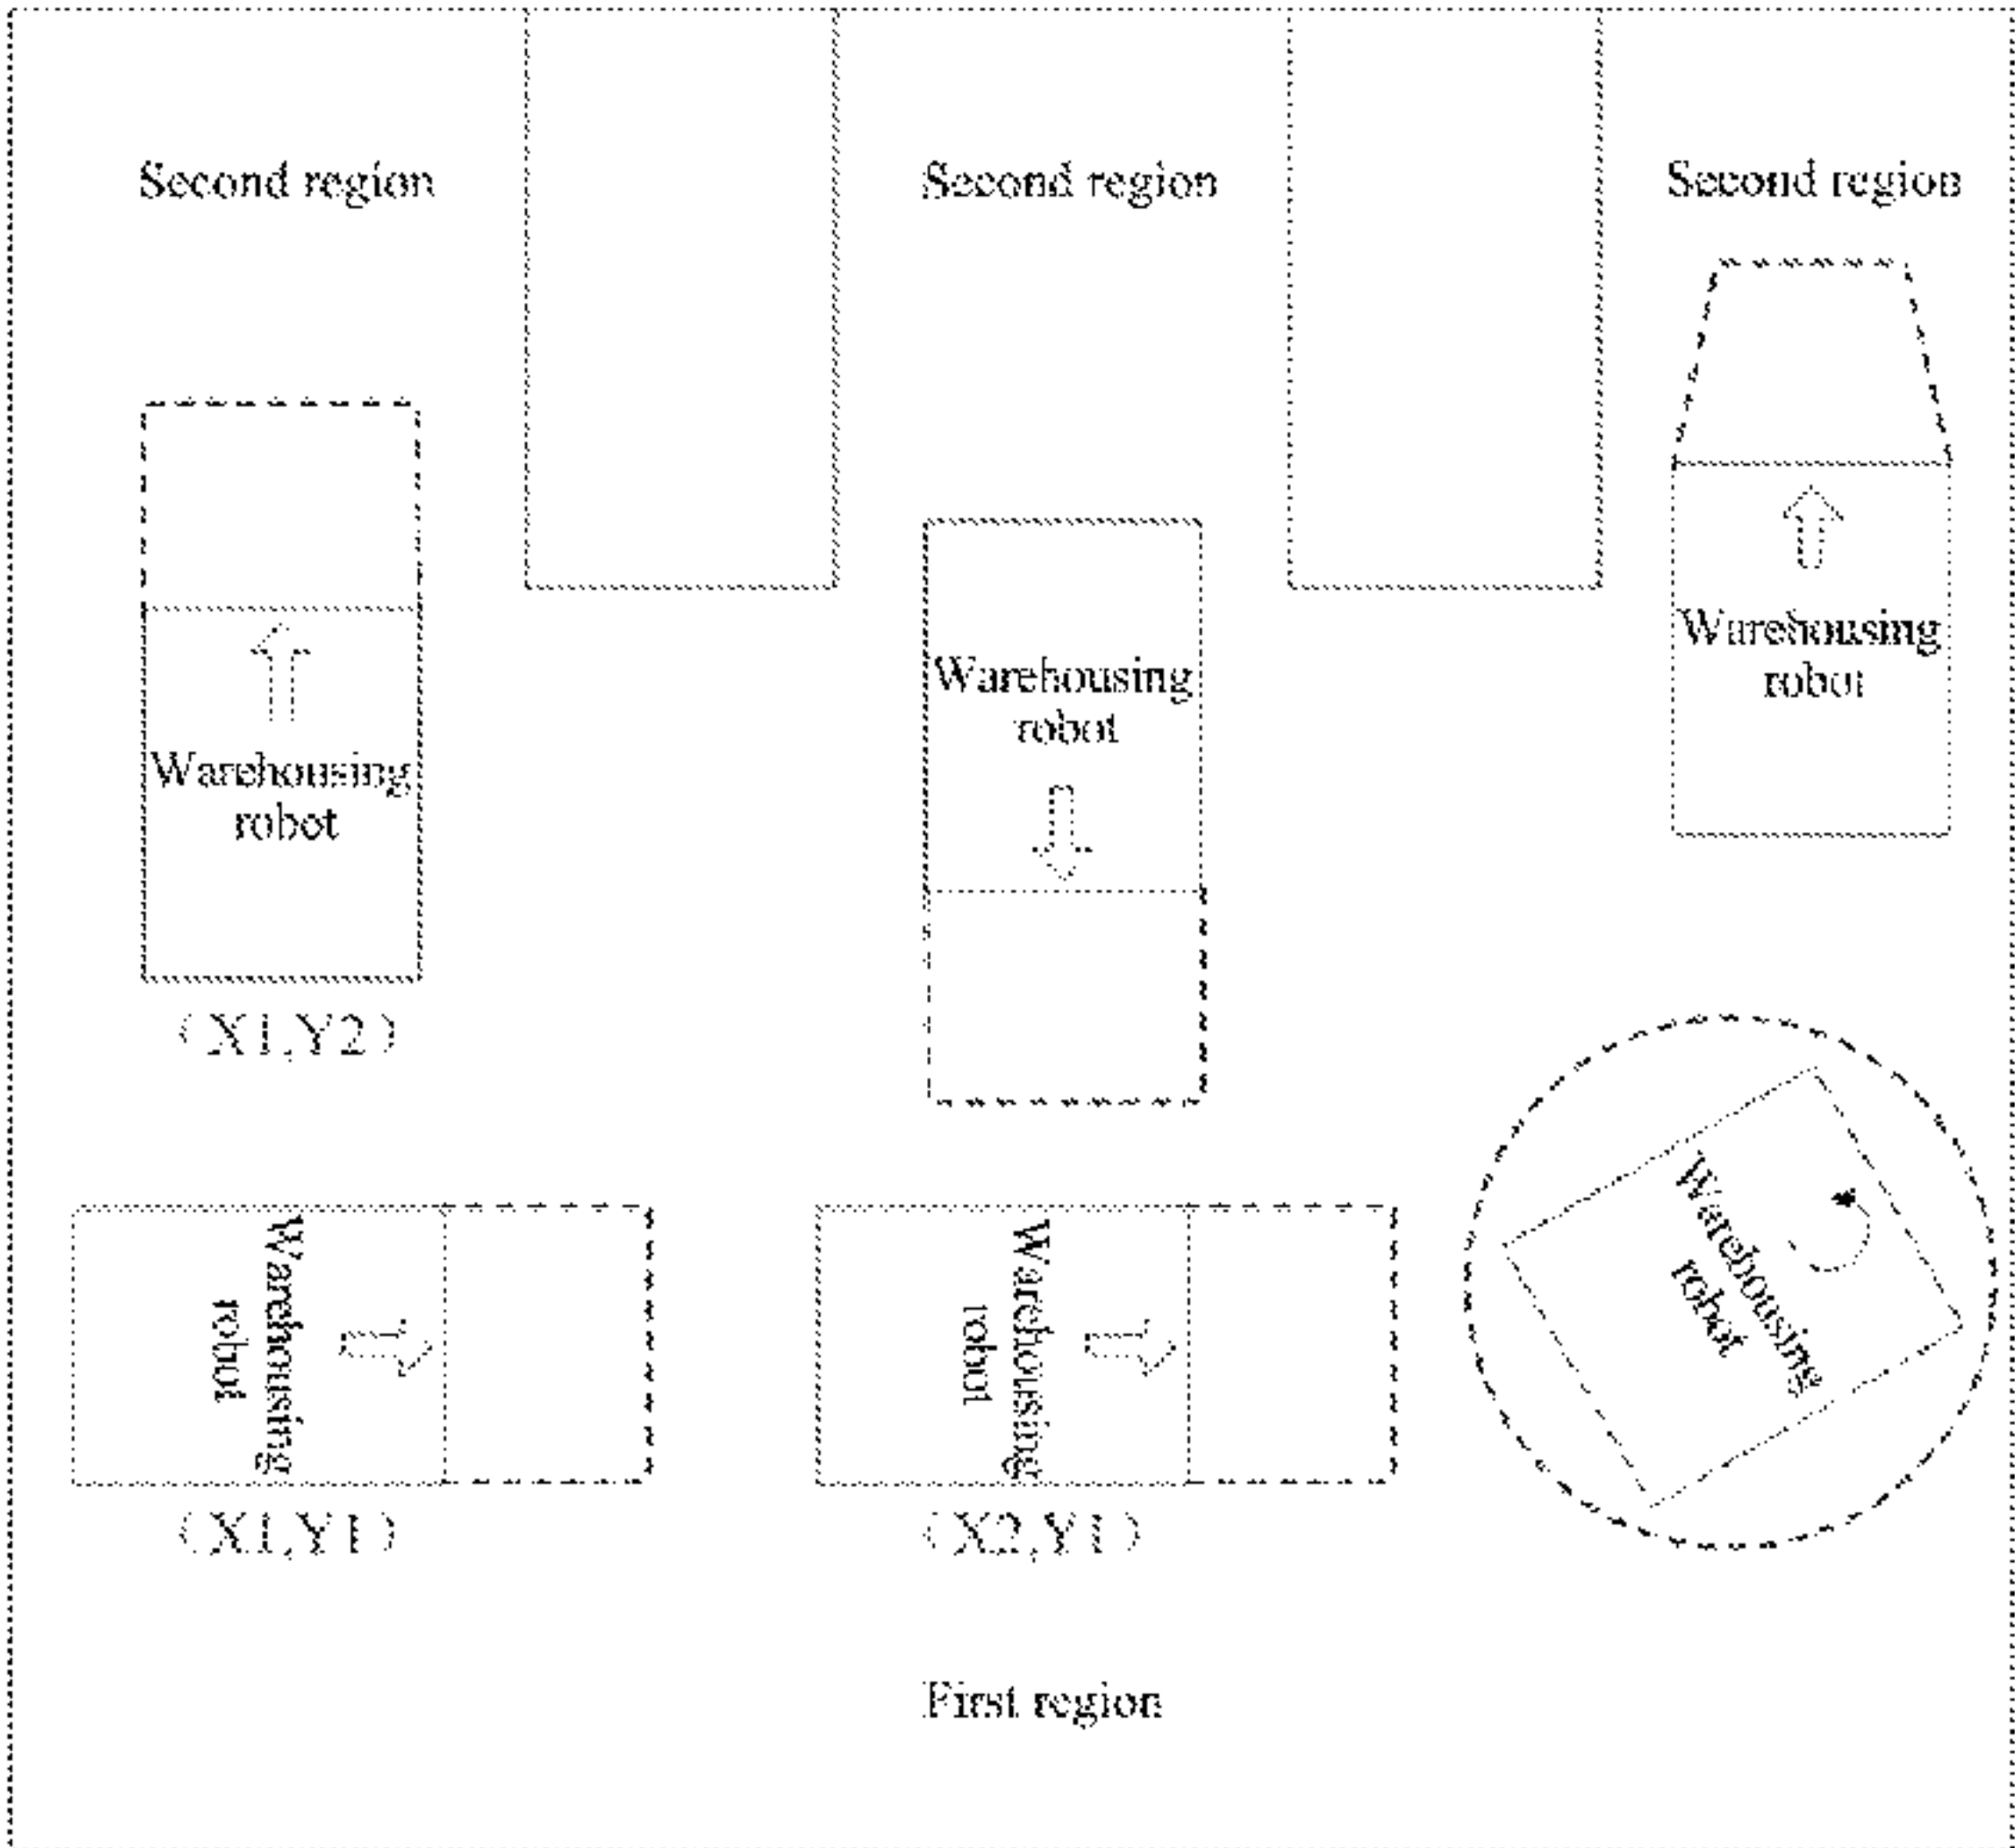 Second region
Second region
Second region
Warehousing
robot
Warehousing
robot
Warehousing
robot
(X1,Y2)
Warehousing
robot
Warehousing
robot
Warehousing
robot
(X1,Y1)
(X2,Y1)
First region